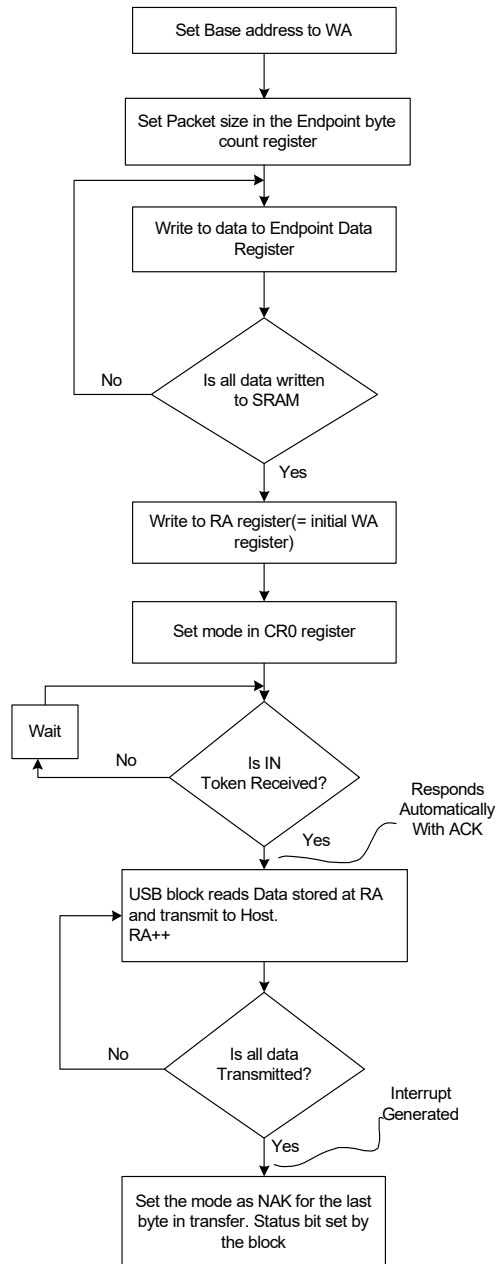 Set Base address to WA
Set Packet size in the Endpoint byte
count register
Write to data to Endpoint Data
Register
Is all data written
to SRAM
No
Yes
Write to RA register(= initial WA
register)
Set mode in CR0 register
Wait
Is IN
Token Received?
No
Yes
Responds
Automatically
With ACK
USB block reads Data stored at RA
and transmit to Host.
RA++
Is all data
Transmitted?
No
Yes
Interrupt
Generated
Set the mode as NAK for the last
byte in transfer. Status bit set by
the block